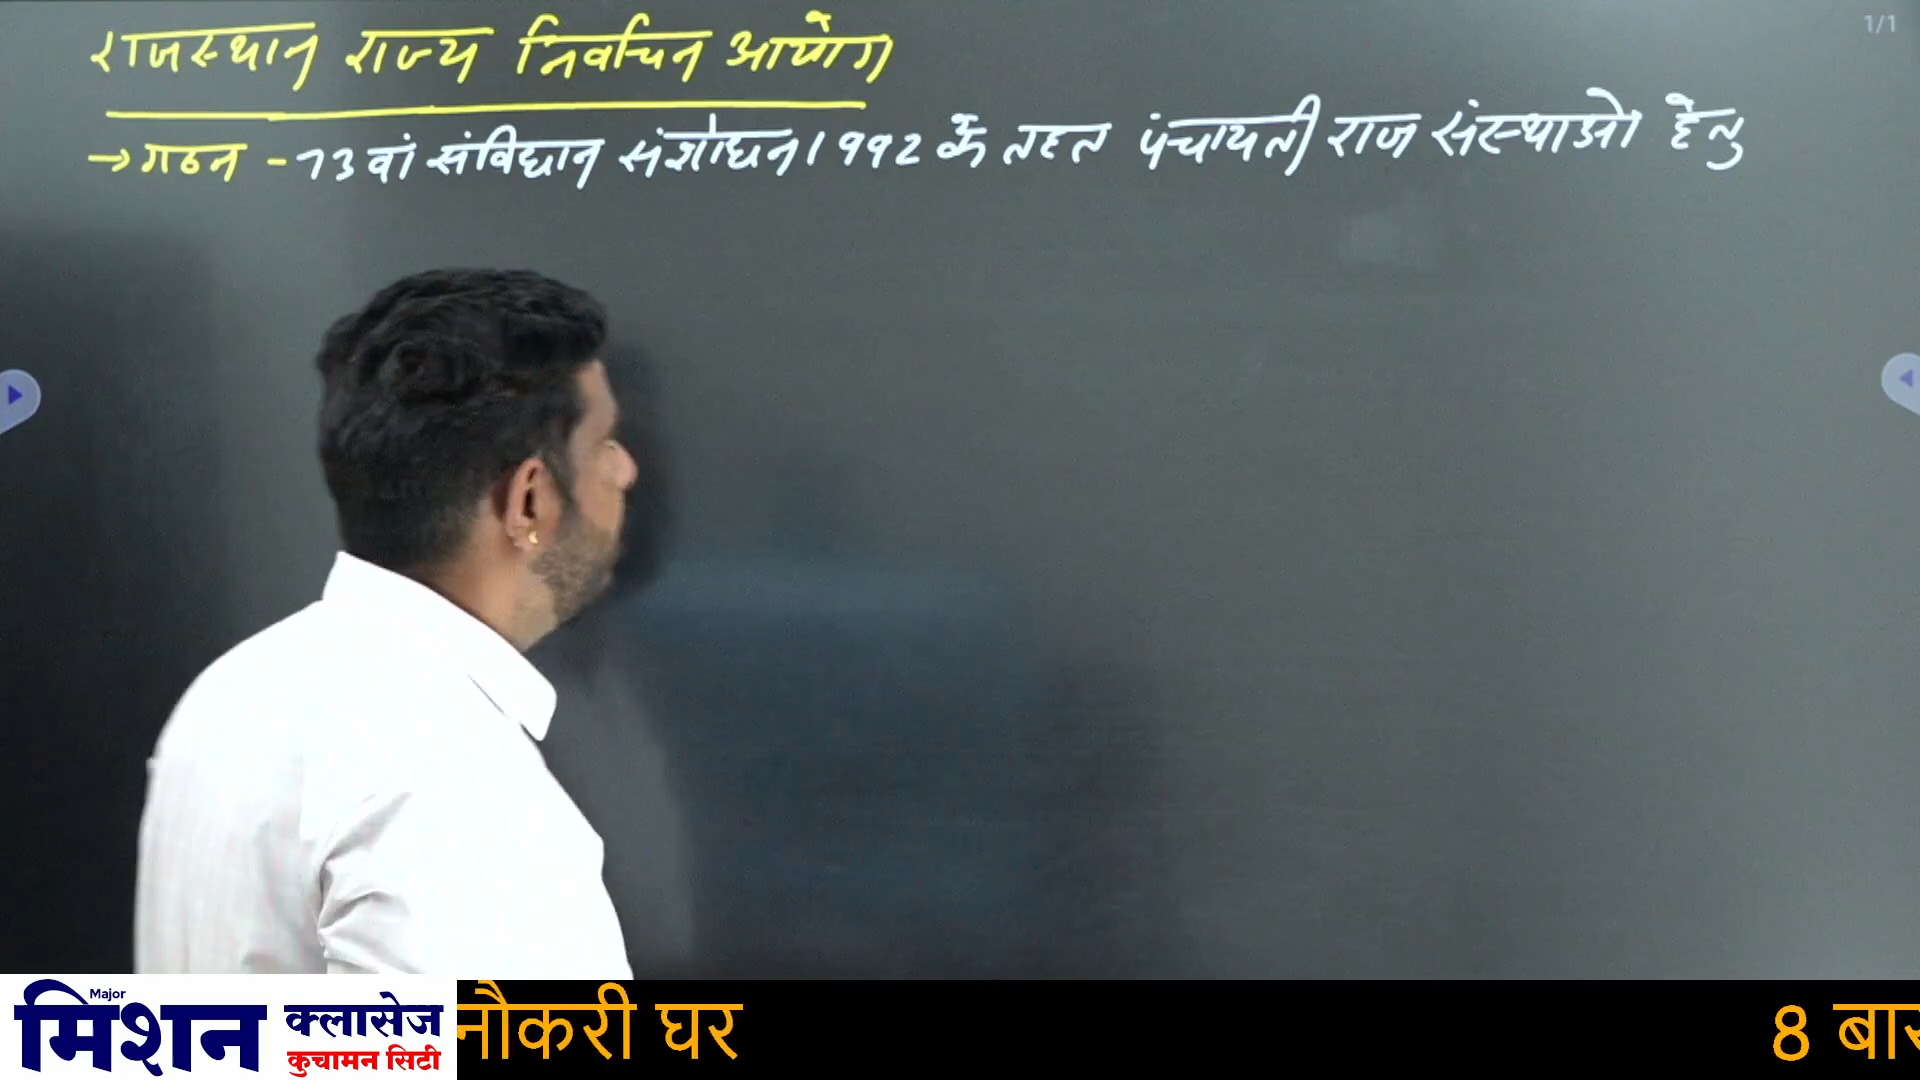 1/1
राजस्थान राज्य निर्वाचन आयोग
→ गठन - 73 वां संविधान संशोधन 1992 के तहत पंचायती राज संस्थाओं हेतु
Major
मिशन क्लासेज
कुचामन सिटी
नौकरी घर
8 बार